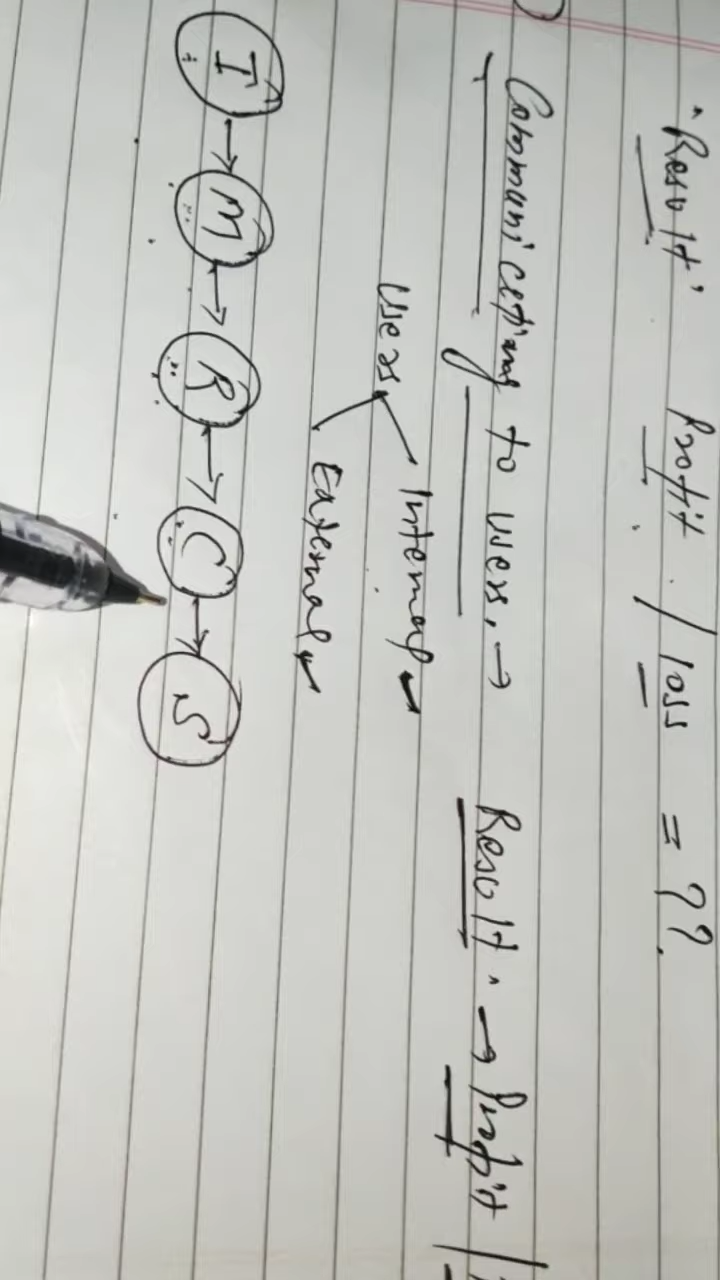 "Result" Profit / loss = ??
) Communicating to users. → Result. → Profit /
Users Internal
External
I → M → R → C → S